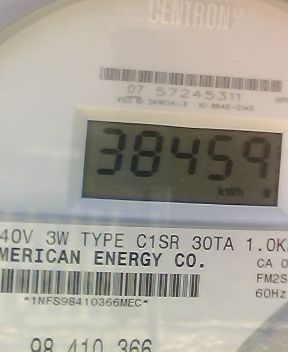 CENTRON®
07 57245311
38459
kWh
40V 3W TYPE C1SR 30TA 1.0K
MERICAN ENERGY CO.
CA 0
FM2S
60Hz
*1NFS98410366MEC*
98 410 366